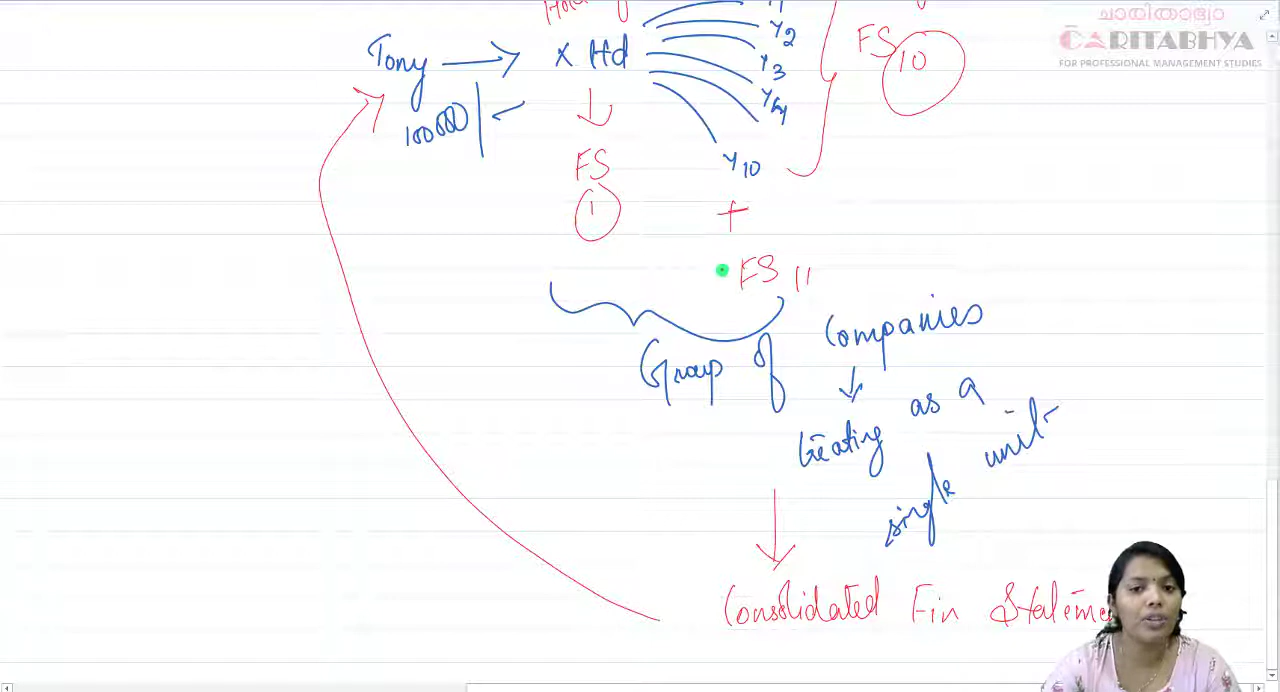 ചാരിതാഭ്യാ
CARITABHYA
FOR PROFESSIONAL MANAGEMENT STUDIES
Y2
FS 10
Tony X Hd
Y3
Y4
100000
FS
Y10
1
+
FS 11
Companies
Group of
as a
treating
unit
single
Consolidated Fin Stateme